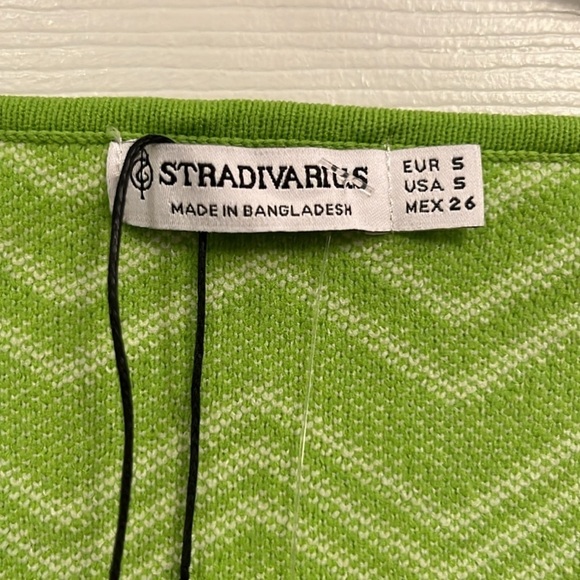 STRADIVARIUS
MADE IN BANGLADESH
EUR S
USA S
MEX 26